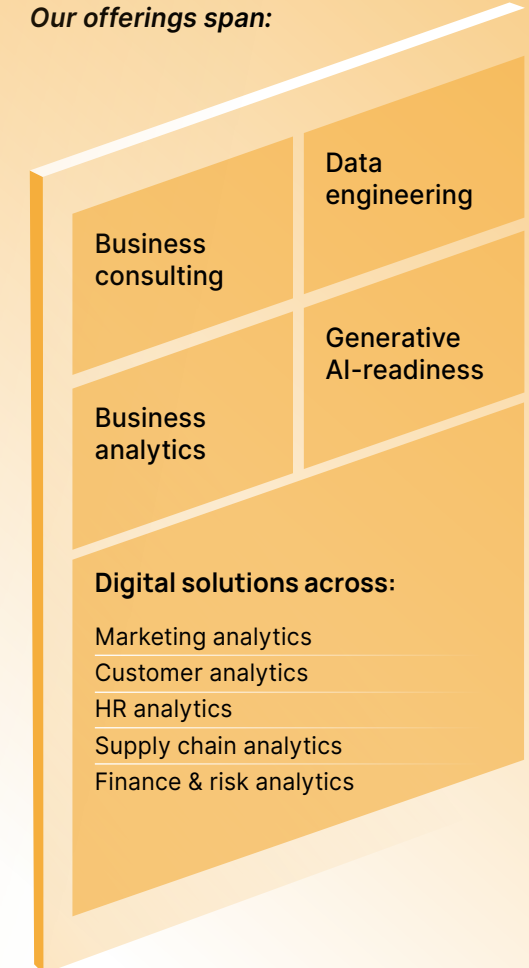 Our offerings span:
Business
consulting
Data
engineering
Business
analytics
Generative
AI-readiness
Digital solutions across:
Marketing analytics
Customer analytics
HR analytics
Supply chain analytics
Finance & risk analytics